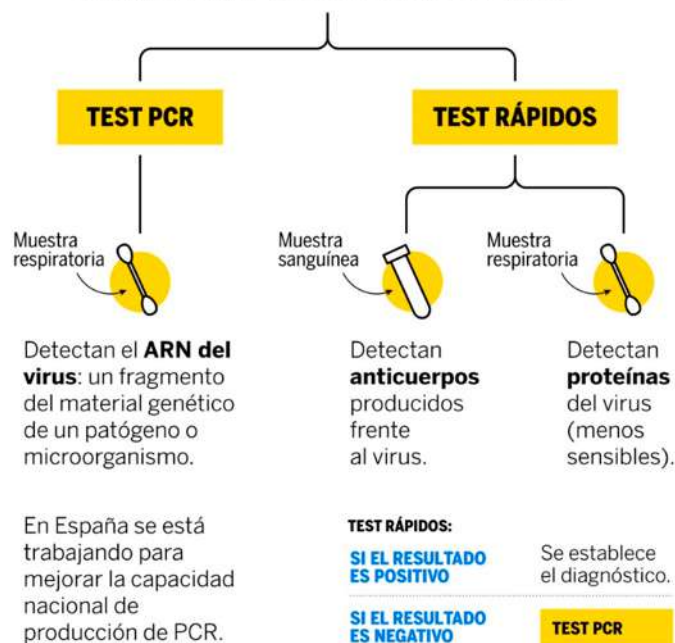 TEST PCR
TEST RÁPIDOS
Muestra
respiratoria
Muestra
sanguínea
Muestra
respiratoria
Detectan el ARN del
virus: un fragmento
del material genético
de un patógeno o
microorganismo.
Detectan
anticuerpos
producidos
frente
al virus.
Detectan
proteínas
del virus
(menos
sensibles).
En España se está
trabajando para
mejorar la capacidad
nacional de
producción de PCR.
TEST RÁPIDOS:
SI EL RESULTADO
ES POSITIVO
Se establece
el diagnóstico.
SI EL RESULTADO
ES NEGATIVO
TEST PCR